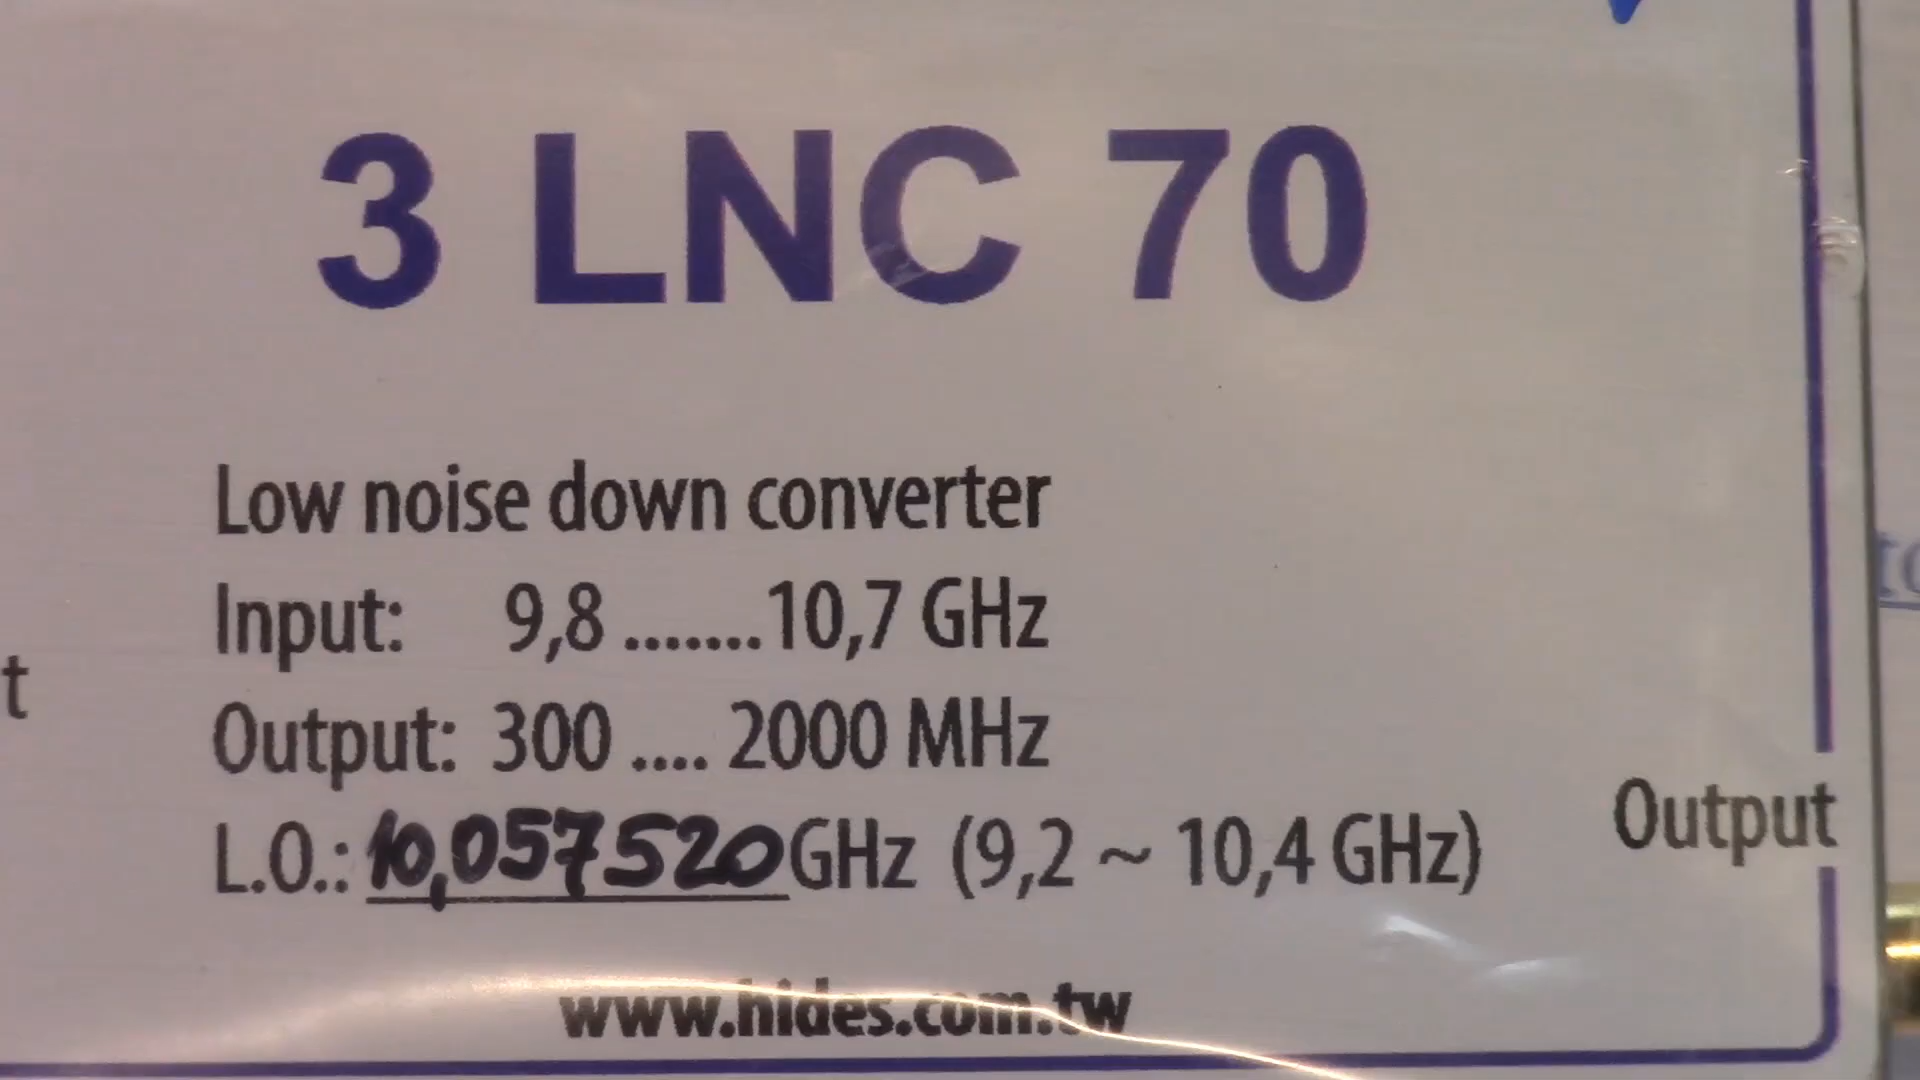 3 LNC 70
Low noise down converter
Input: 9,8 .......10,7 GHz
Output: 300 .... 2000 MHz
L.O.: 10,057520 GHz (9,2 ~ 10,4 GHz)
Output
www.hides.com.tw